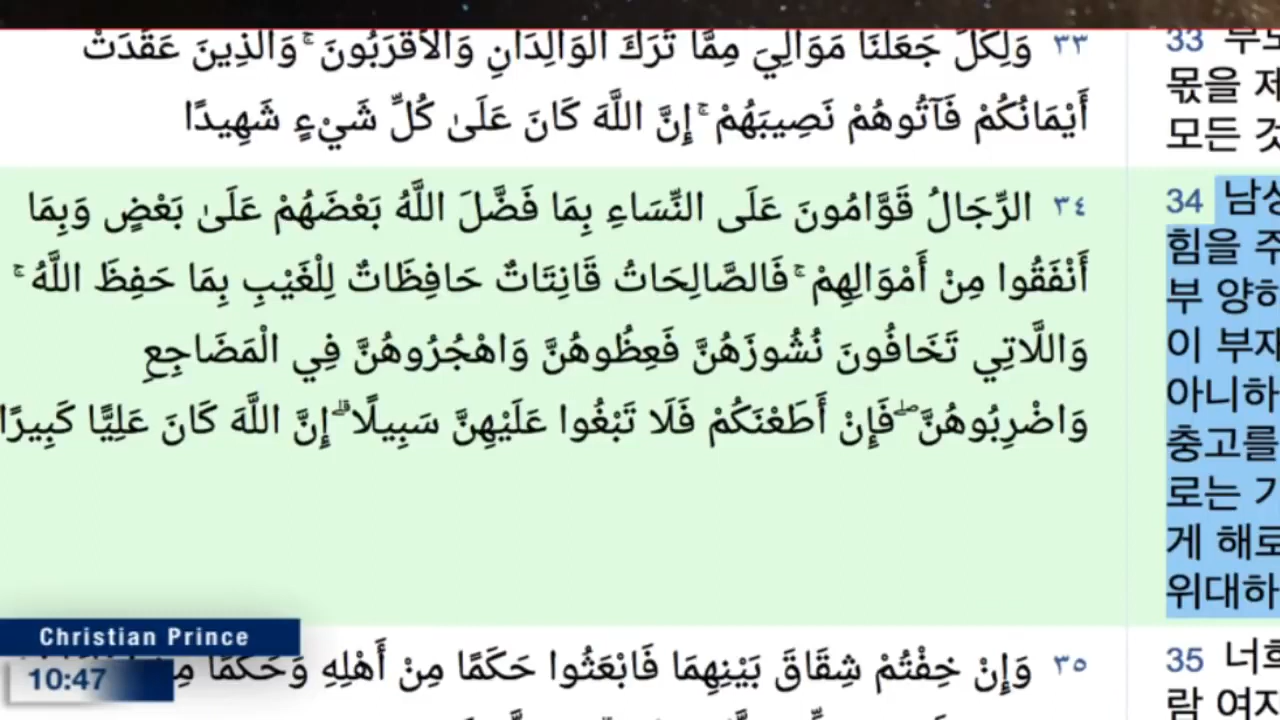 ٣٣ وَلِكُلٍّ جَعَلْنَا مَوَالِيَ مِمَّا تَرَكَ الْوَالِدَانِ وَالْأَقْرَبُونَ ۚ وَالَّذِينَ عَقَدَتْ
أَيْمَانُكُمْ فَآتُوهُمْ نَصِيبَهُمْ ۚ إِنَّ اللَّهَ كَانَ عَلَىٰ كُلِّ شَيْءٍ شَهِيدًا
٣٤ الرِّجَالُ قَوَّامُونَ عَلَى النِّسَاءِ بِمَا فَضَّلَ اللَّهُ بَعْضَهُمْ عَلَىٰ بَعْضٍ وَبِمَا
أَنْفَقُوا مِنْ أَمْوَالِهِمْ ۚ فَالصَّالِحَاتُ قَانِتَاتٌ حَافِظَاتٌ لِلْغَيْبِ بِمَا حَفِظَ اللَّهُ ۚ
وَاللَّاتِي تَخَافُونَ نُشُوزَهُنَّ فَعِظُوهُنَّ وَاهْجُرُوهُنَّ فِي الْمَضَاجِعِ
وَاضْرِبُوهُنَّ ۖ فَإِنْ أَطَعْنَكُمْ فَلَا تَبْغُوا عَلَيْهِنَّ سَبِيلًا ۗ إِنَّ اللَّهَ كَانَ عَلِيًّا كَبِيرًا
٣٥ وَإِنْ خِفْتُمْ شِقَاقَ بَيْنِهِمَا فَابْعَثُوا حَكَمًا مِنْ أَهْلِهِ وَحَكَمًا
33
몫을 제
모든 것
34 남성
힘을 주
부 양하
이 부재
아니하
충고를
로는 기
게 해로
위대하
35 너희
람 여자
Christian Prince
10:47